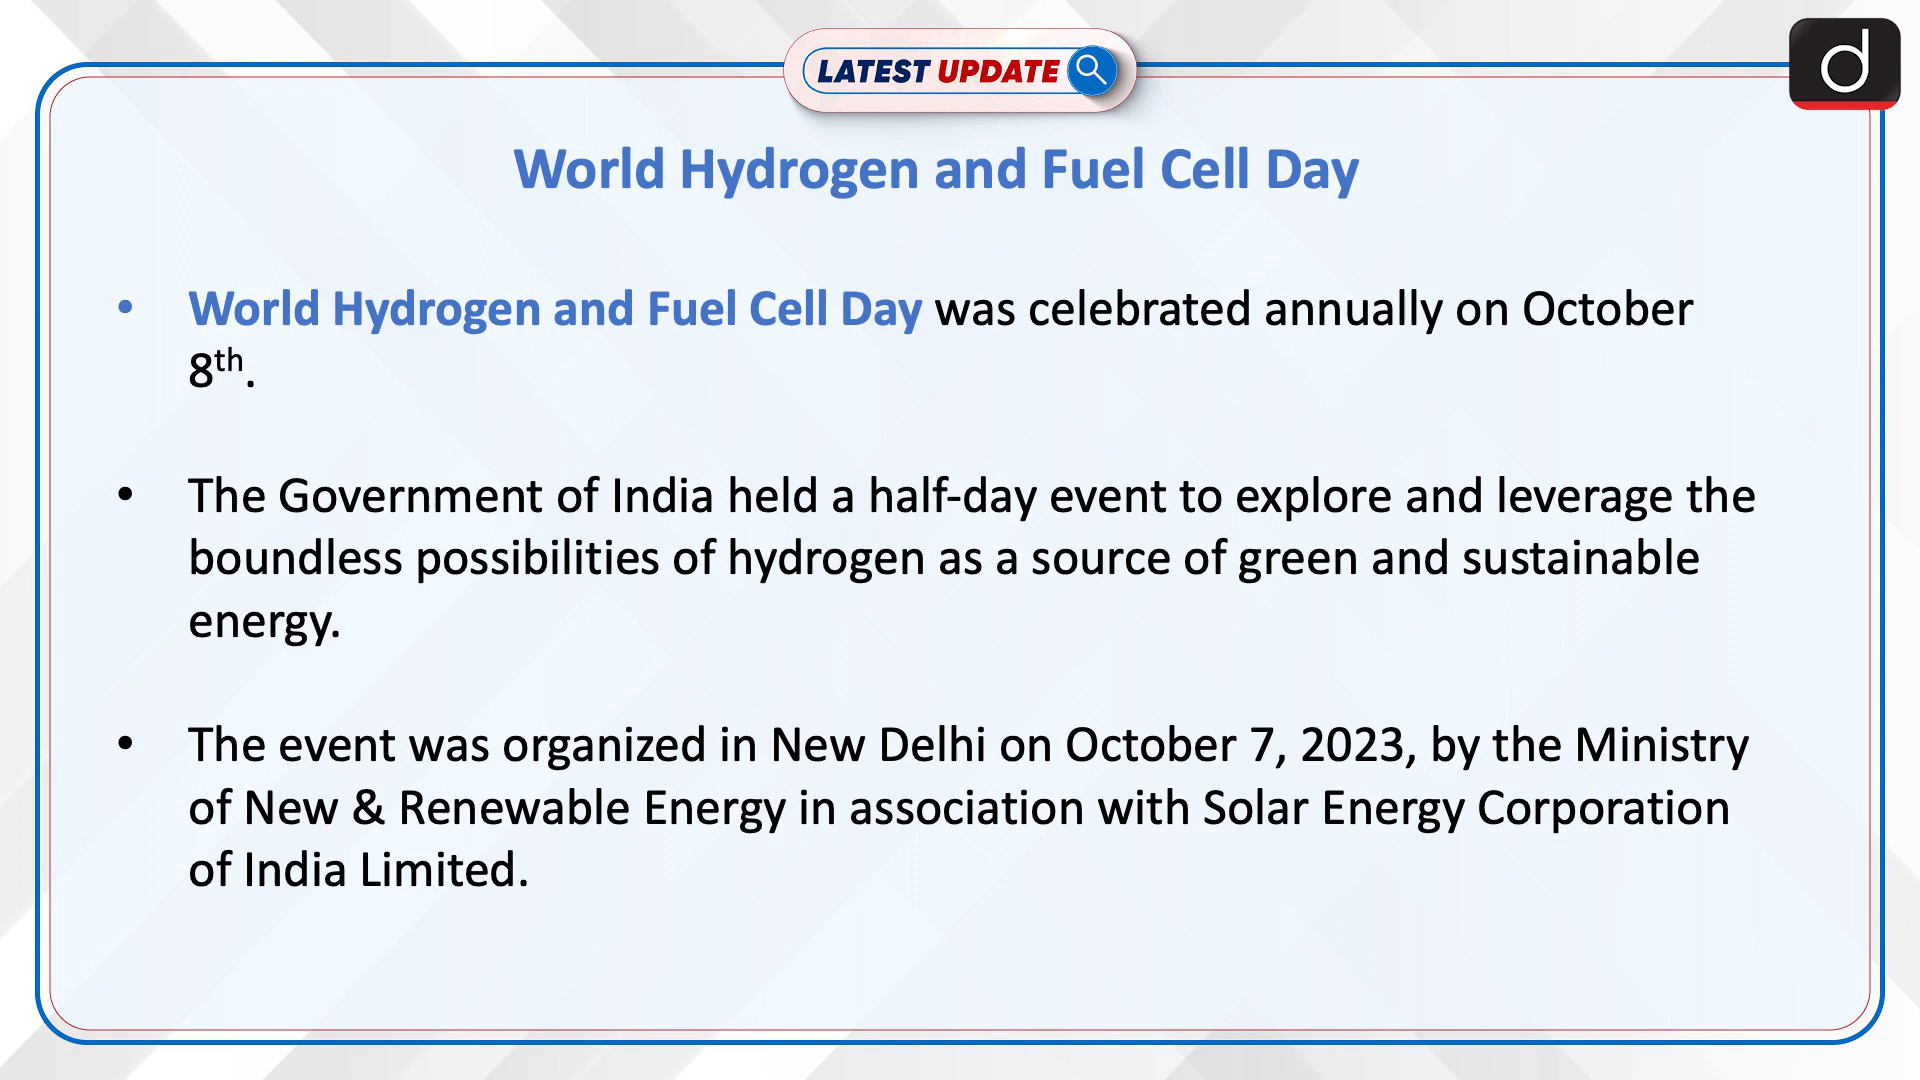 LATEST UPDATE
d
World Hydrogen and Fuel Cell Day
• World Hydrogen and Fuel Cell Day was celebrated annually on October
8th.
• The Government of India held a half-day event to explore and leverage the
boundless possibilities of hydrogen as a source of green and sustainable
energy.
• The event was organized in New Delhi on October 7, 2023, by the Ministry
of New & Renewable Energy in association with Solar Energy Corporation
of India Limited.